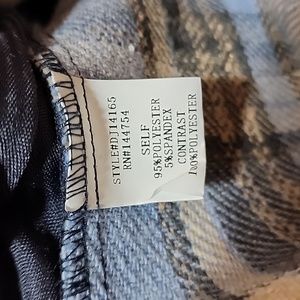 STYLE#DJ14165
RN#144754
SELF
95%POLYESTER
5%SPANDEX
CONTRAST
100%POLYESTER